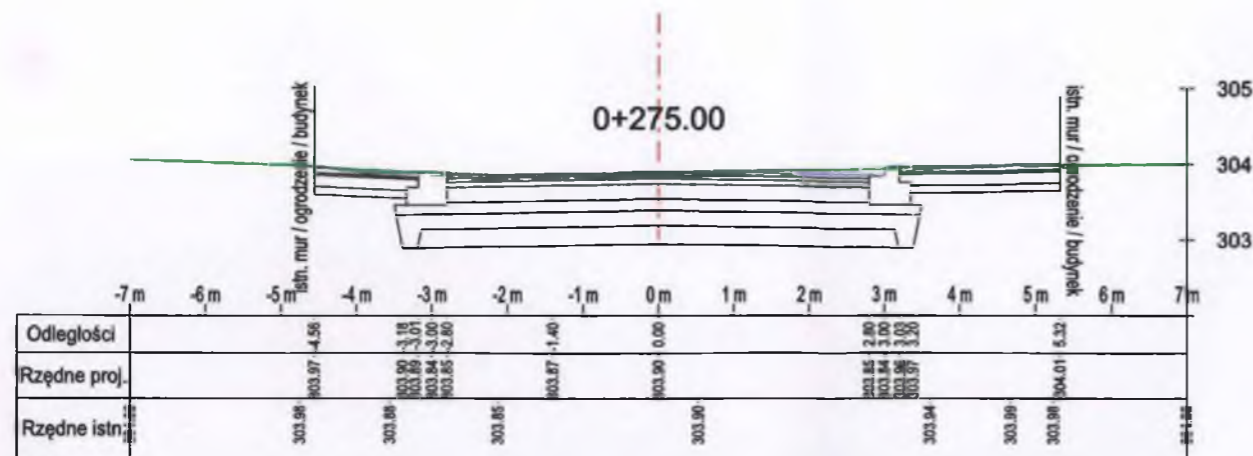 0+275.00
istn. mur / ogrodzenie / budynek
istn. mur / ogrodzenie / budynek
305
304
303
-7 m -6 m -5 m -4 m -3 m -2 m -1 m 0 m 1 m 2 m 3 m 4 m 5 m 6 m 7 m
Odległości -4.56 -3.18 -3.01 -3.00 -2.80 -1.40 0.00 2.80 3.00 3.03 3.20 5.32
Rzędne proj. 303.97 303.90 303.89 303.84 303.85 303.87 303.90 303.85 303.84 303.96 303.97 304.01
Rzędne istn. 303.98 303.88 303.85 303.90 303.94 303.99 303.98